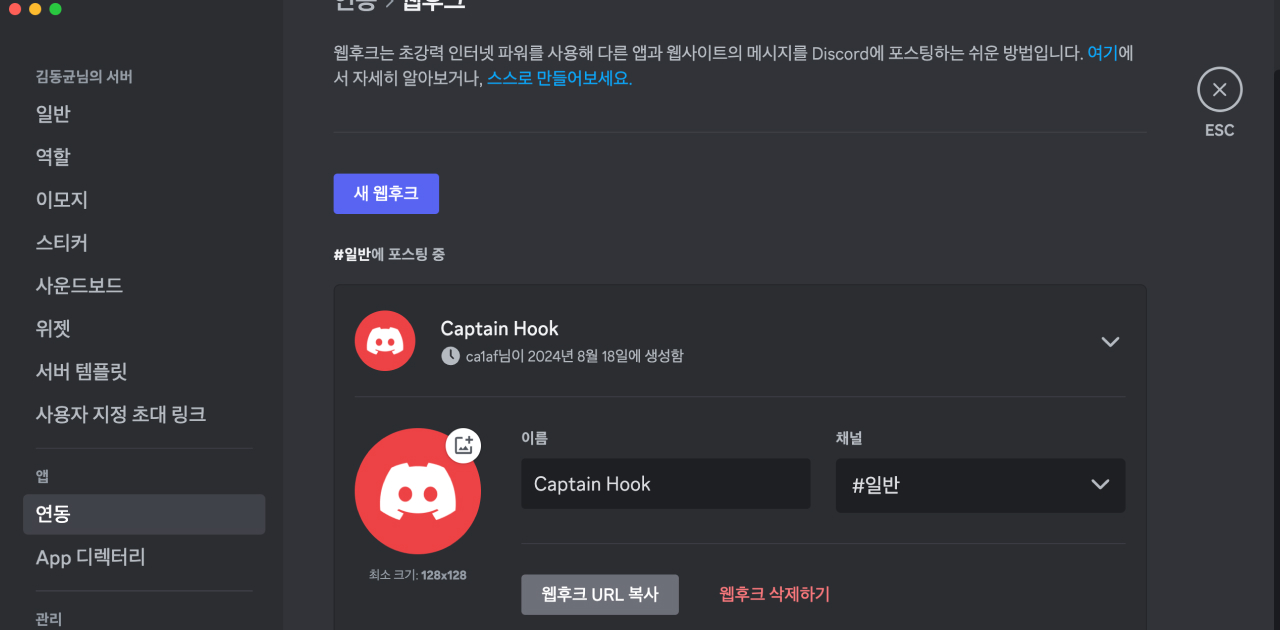 연동 > 웹후크
웹후크는 초강력 인터넷 파워를 사용해 다른 앱과 웹사이트의 메시지를 Discord에 포스팅하는 쉬운 방법입니다. 여기에
서 자세히 알아보거나, 스스로 만들어보세요.
ESC
김동균님의 서버
일반
역할
이모지
스티커
사운드보드
위젯
서버 템플릿
사용자 지정 초대 링크
앱
연동
App 디렉터리
관리
새 웹후크
#일반에 포스팅 중
Captain Hook
ca1af님이 2024년 8월 18일에 생성함
이름
Captain Hook
채널
#일반
최소 크기: 128x128
웹후크 URL 복사
웹후크 삭제하기